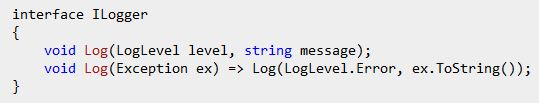 interface ILogger
{
    void Log(LogLevel level, string message);
    void Log(Exception ex) => Log(LogLevel.Error, ex.ToString());
}